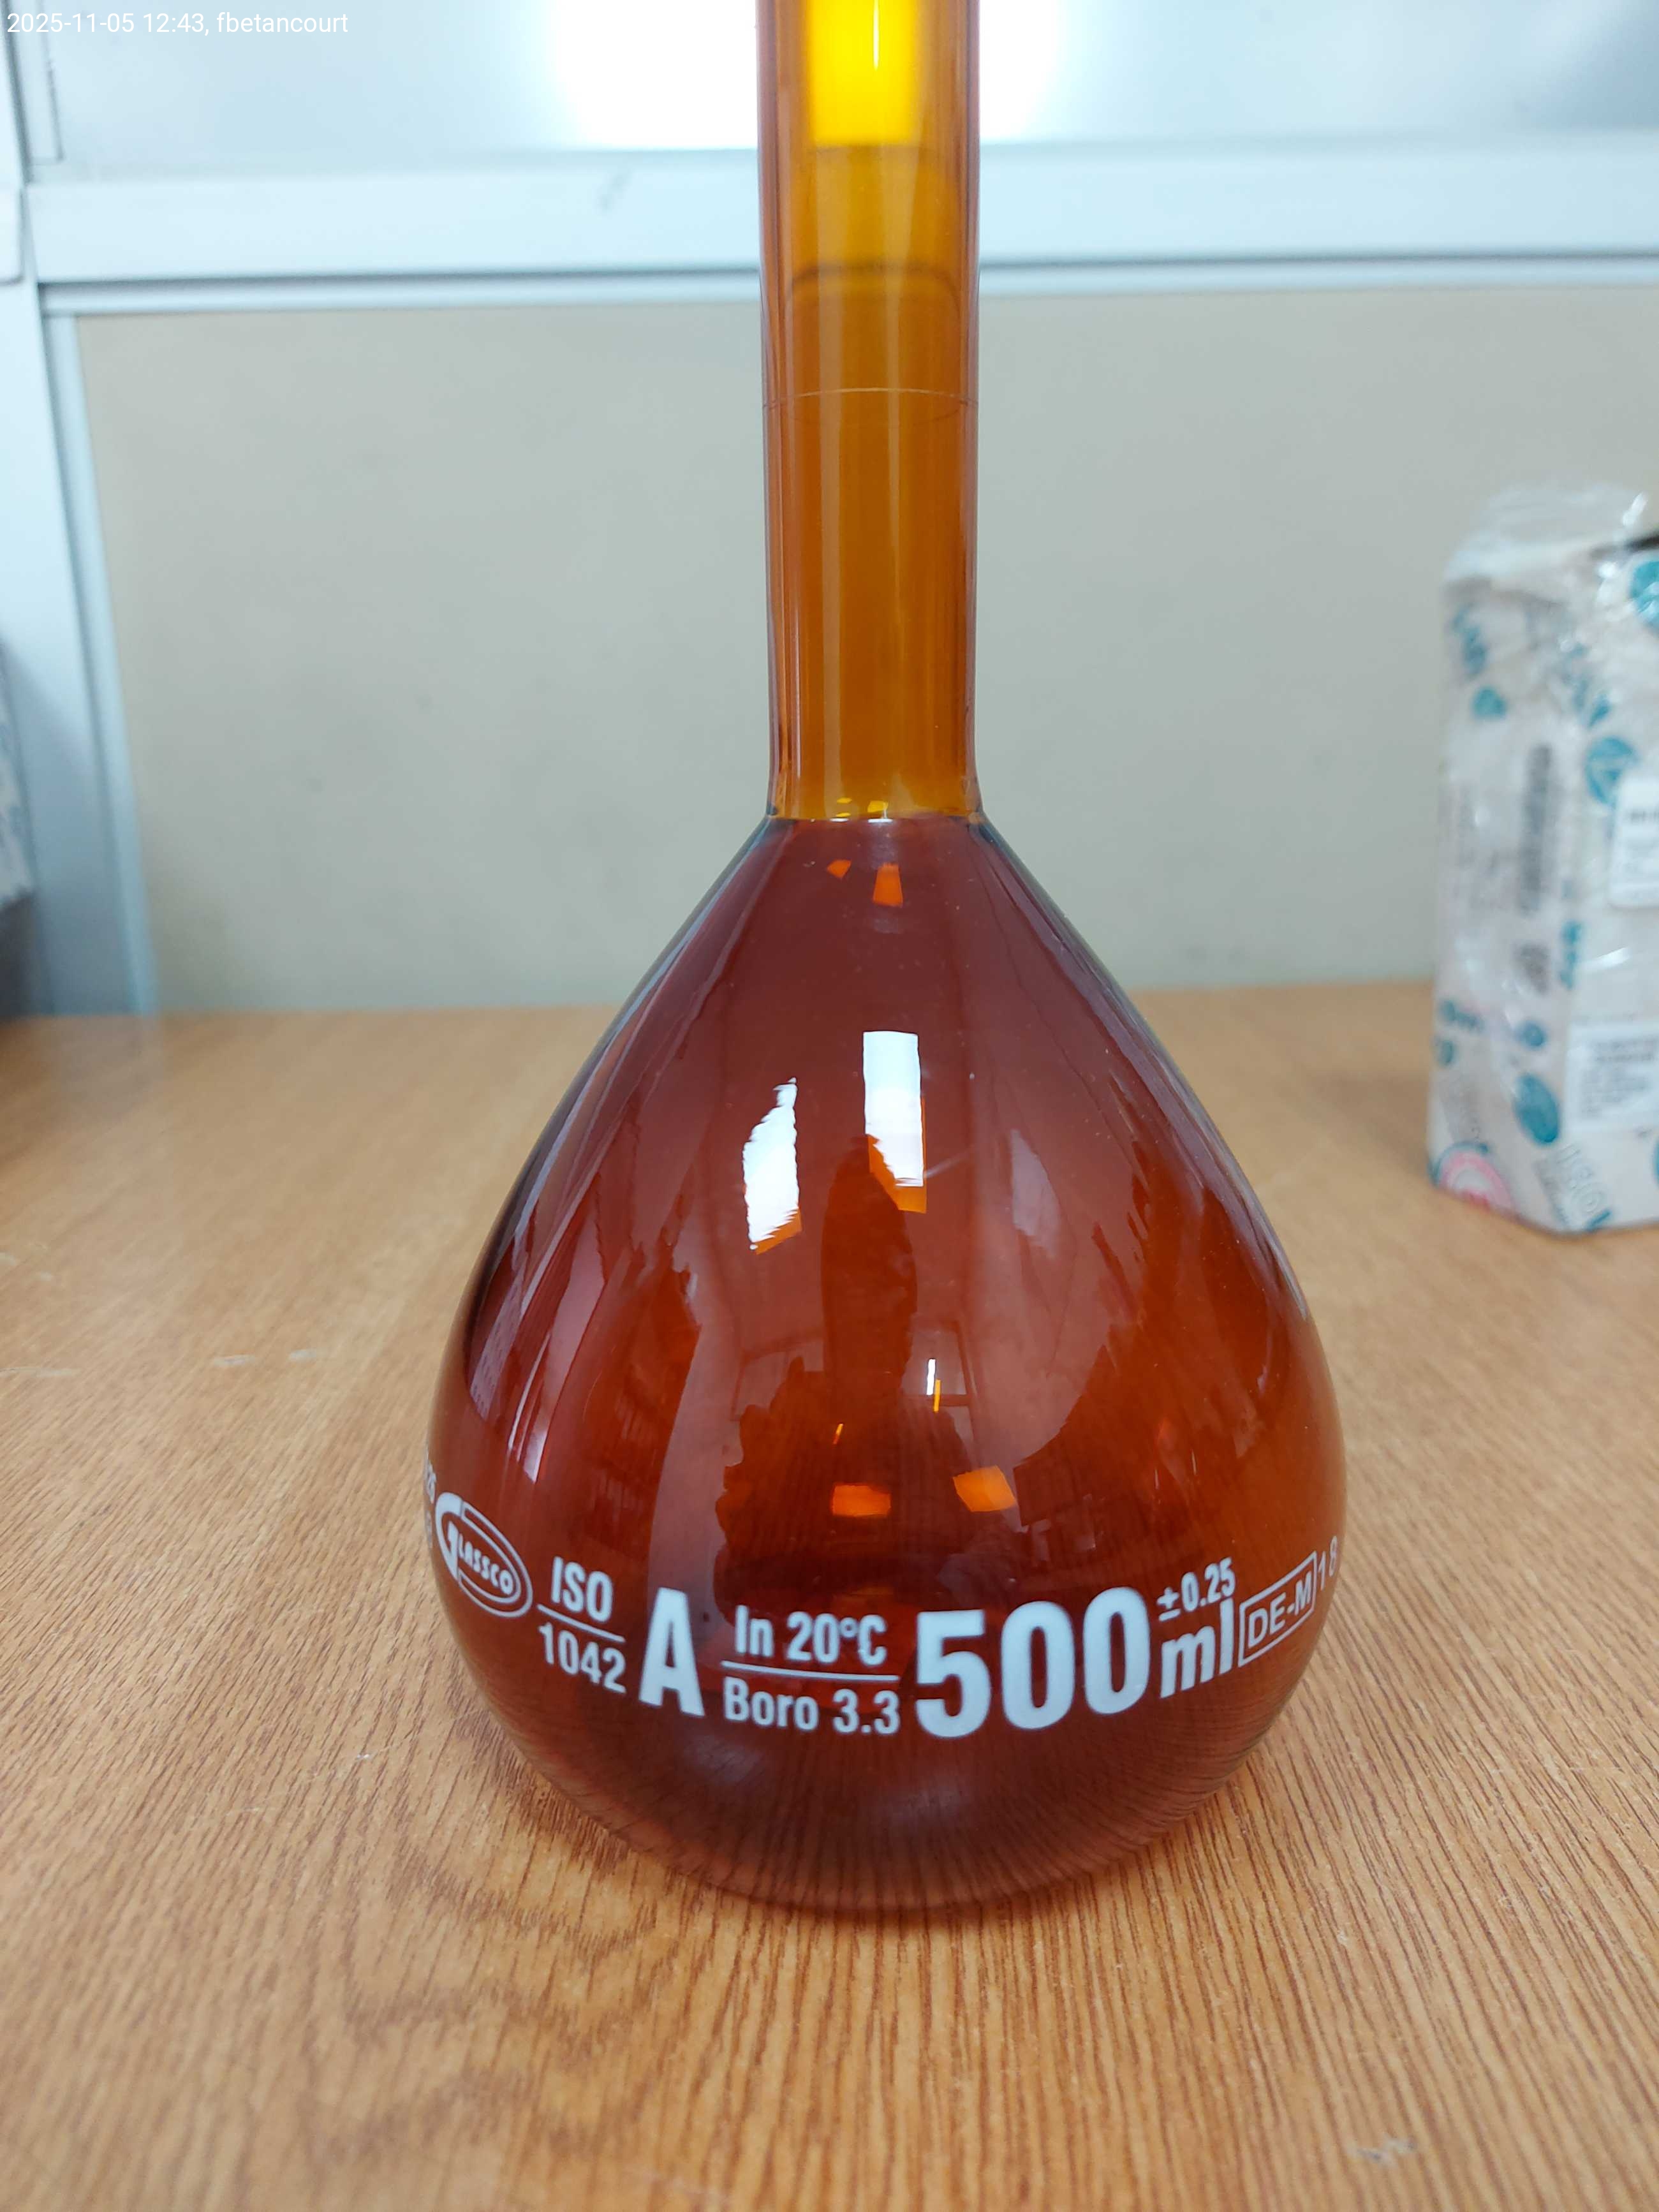 2025-11-05 12:43, fbetancourt
GLASSCO
ISO
1042
A
In 20°C
Boro 3.3
500
±0.25
ml
DE-M
18